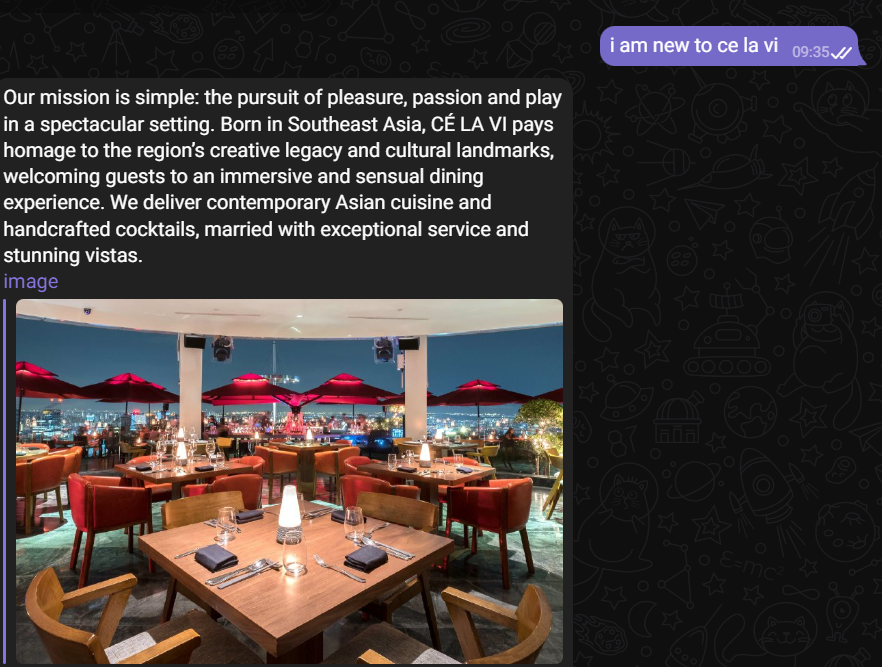 i am new to ce la vi 09:35
Our mission is simple: the pursuit of pleasure, passion and play
in a spectacular setting. Born in Southeast Asia, CÉ LA VI pays
homage to the region’s creative legacy and cultural landmarks,
welcoming guests to an immersive and sensual dining
experience. We deliver contemporary Asian cuisine and
handcrafted cocktails, married with exceptional service and
stunning vistas.
image